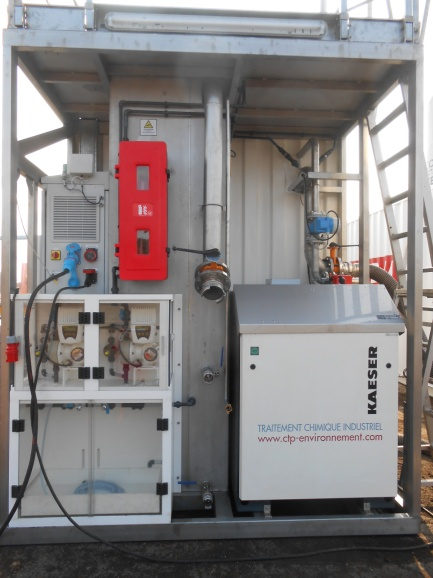 KAESER
TRAITEMENT CHIMIQUE INDUSTRIEL
www.ctp-environnement.com